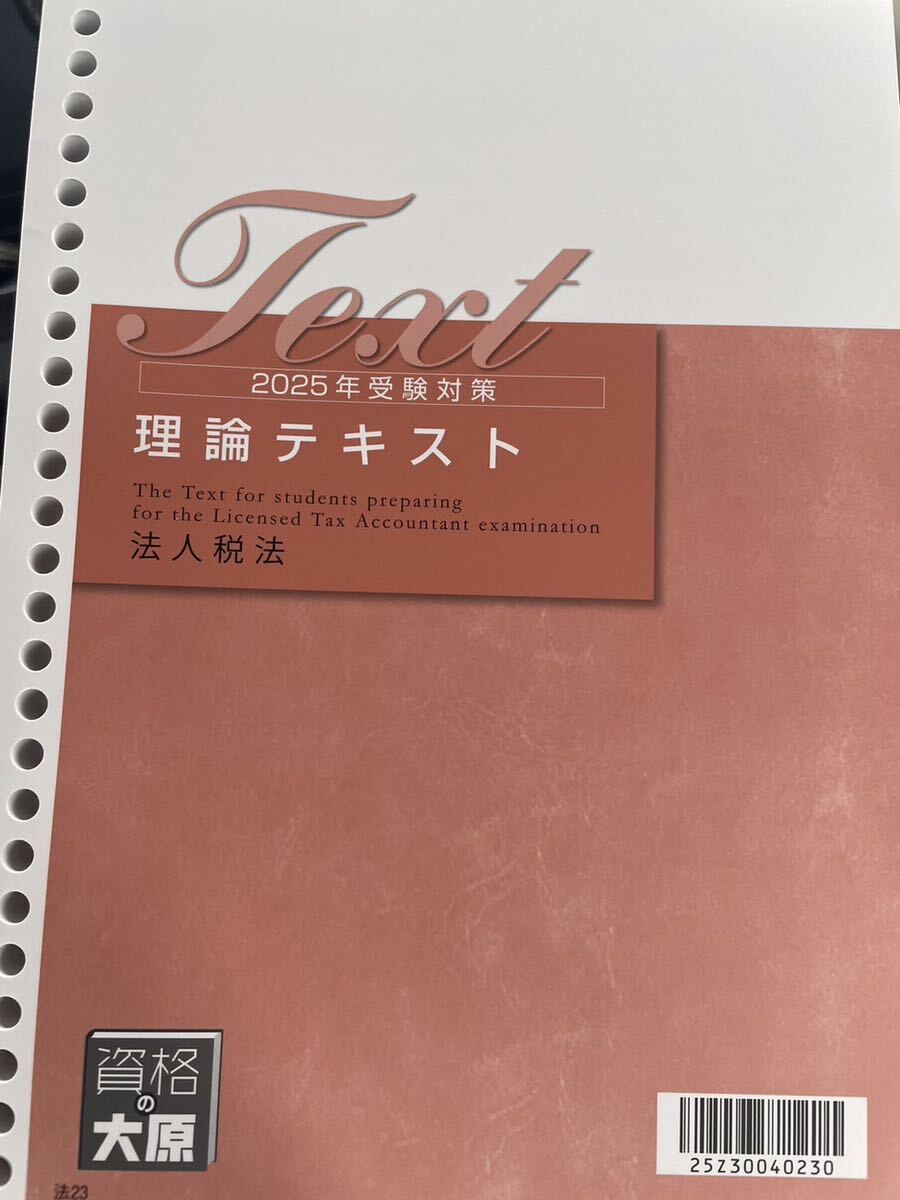 Text
2025年受験対策
理論テキスト
The Text for students preparing
for the Licensed Tax Accountant examination
法人税法
資格
の
大原
25Z30040230
法23